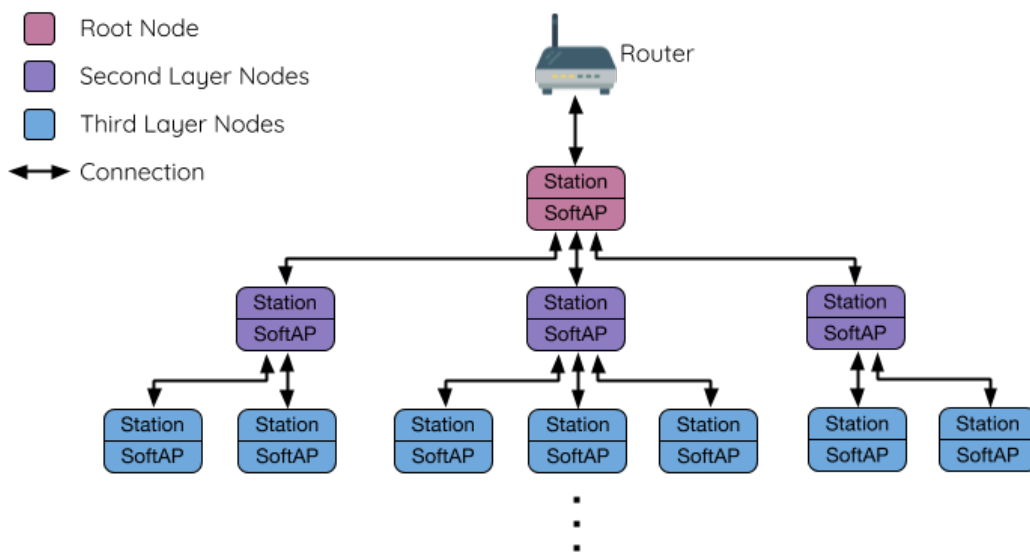 Root Node
Second Layer Nodes
Third Layer Nodes
Connection
Router
Station
SoftAP
Station
SoftAP
Station
SoftAP
Station
SoftAP
Station
SoftAP
Station
SoftAP
Station
SoftAP
Station
SoftAP
Station
SoftAP
Station
SoftAP
Station
SoftAP